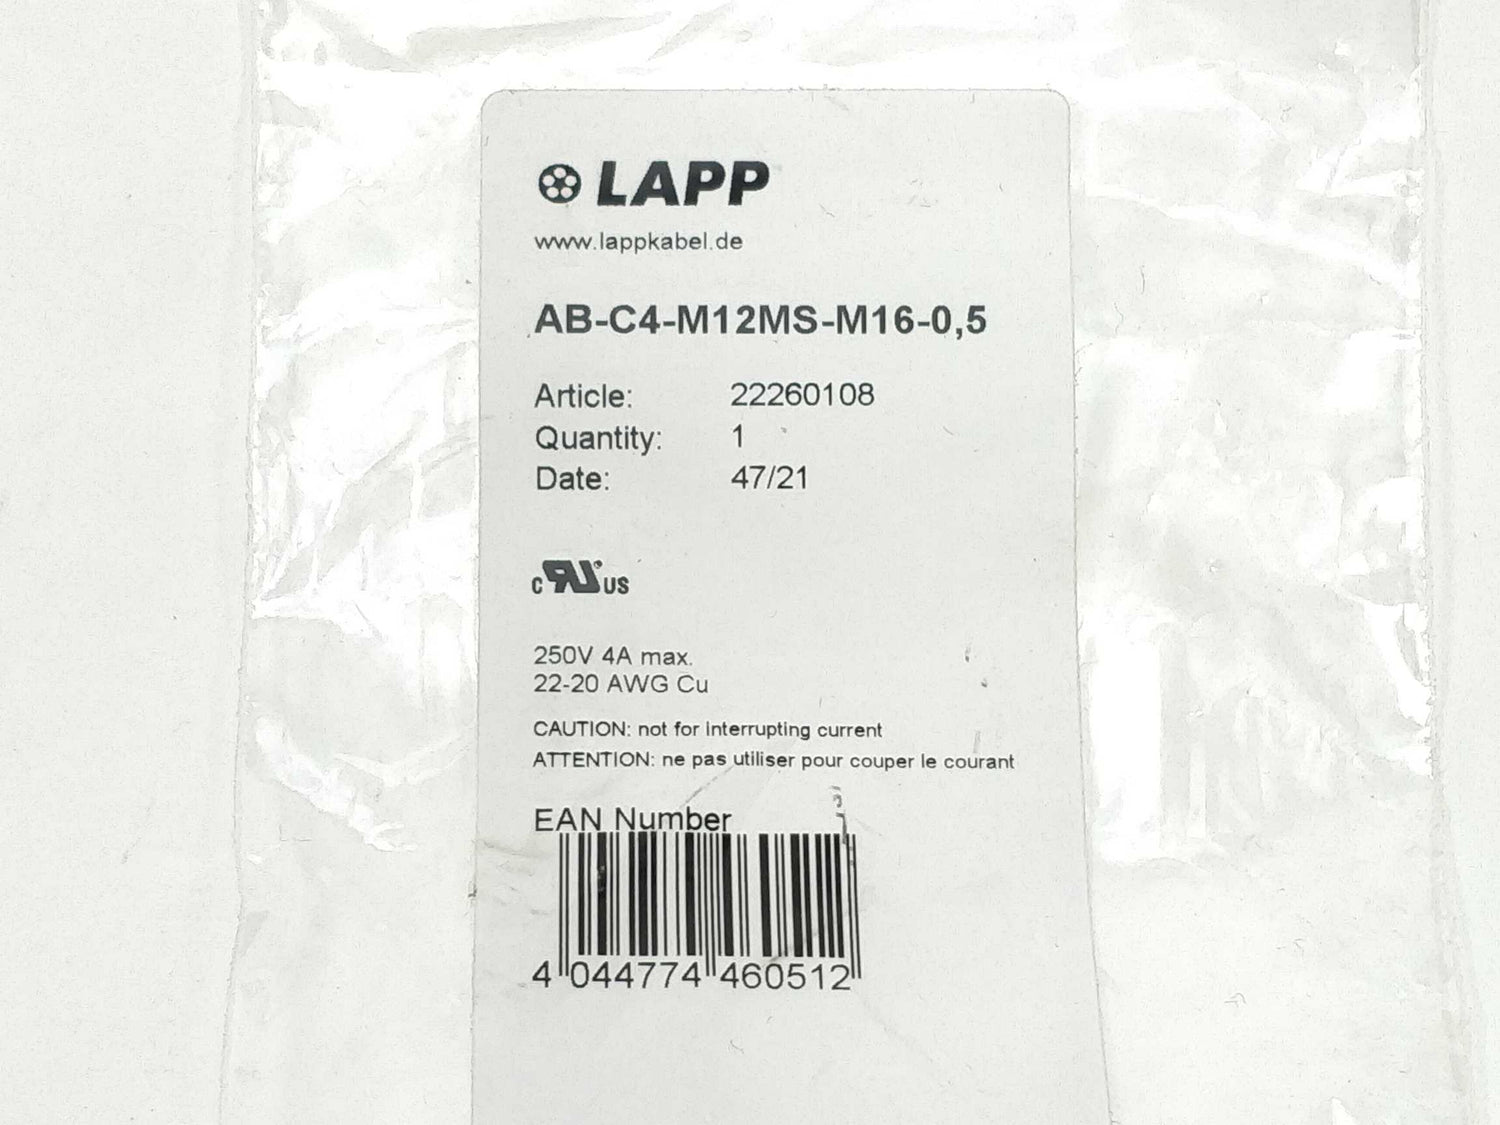 LAPP
www.lappkabel.de
AB-C4-M12MS-M16-0,5
Article: 22260108
Quantity: 1
Date: 47/21
c RU US
250V 4A max.
22-20 AWG Cu
CAUTION: not for interrupting current
ATTENTION: ne pas utiliser pour couper le courant
EAN Number
4 044774 460512